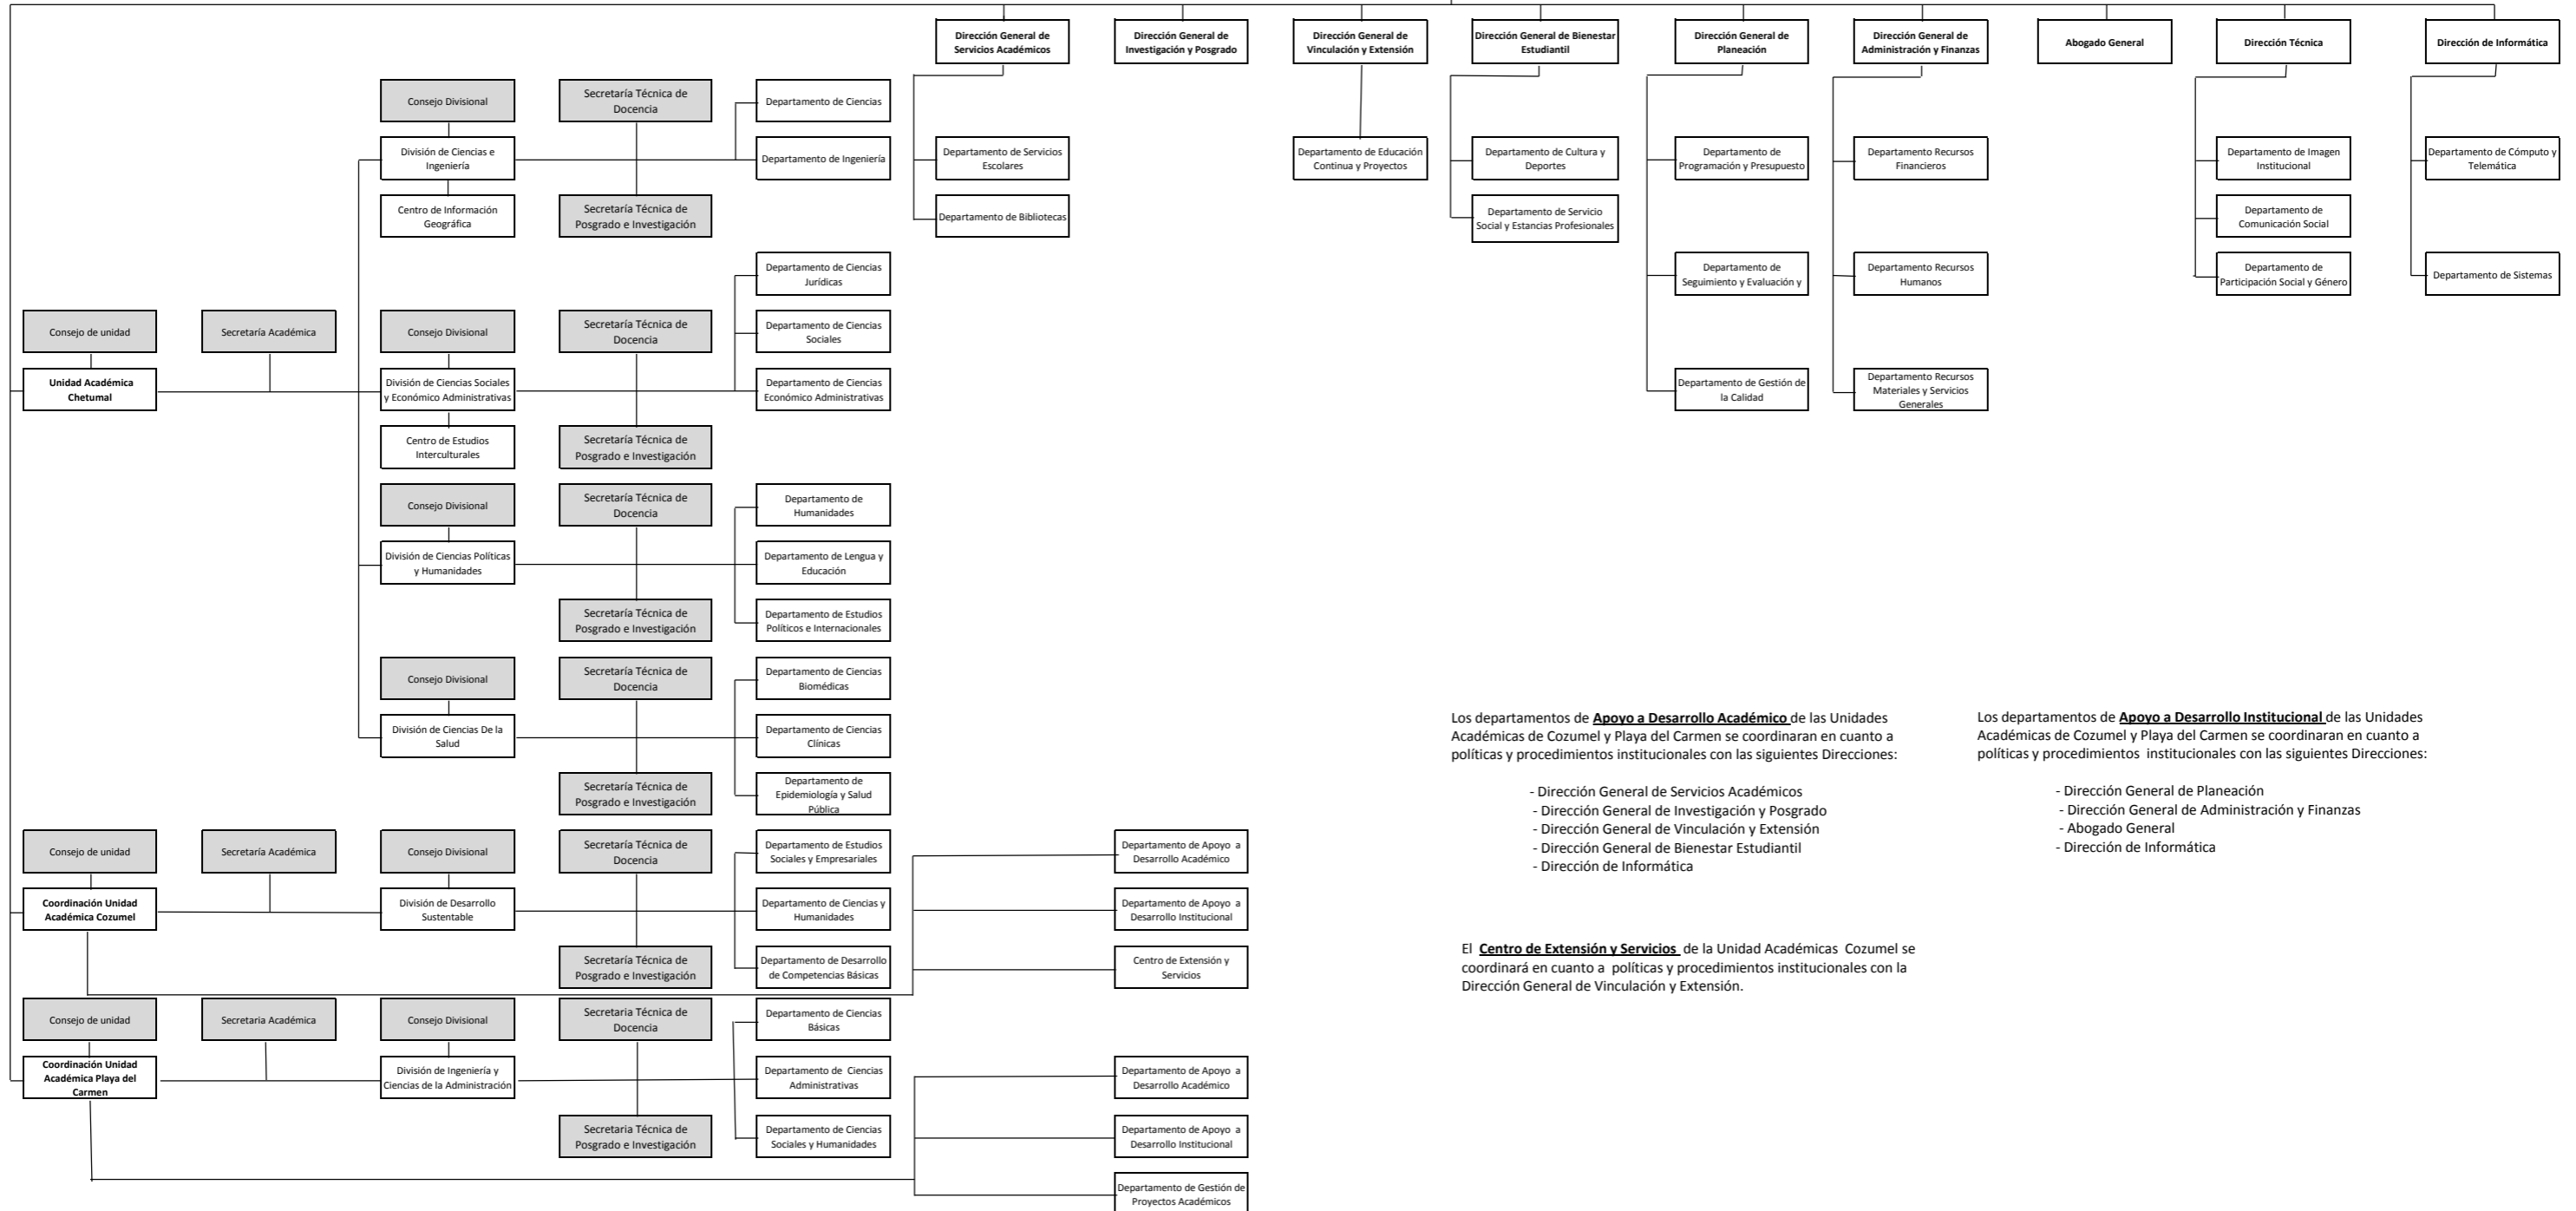 Dirección General de
Servicios Académicos
Dirección General de
Investigación y Posgrado
Dirección General de
Vinculación y Extensión
Dirección General de Bienestar
Estudiantil
Dirección General de
Planeación
Dirección General de
Administración y Finanzas
Abogado General
Dirección Técnica
Dirección de Informática
Consejo Divisional
Secretaría Técnica de
Docencia
Departamento de Ciencias
División de Ciencias e
Ingeniería
Departamento de Ingeniería
Departamento de Servicios
Escolares
Departamento de Educación
Continua y Proyectos
Departamento de Cultura y
Deportes
Departamento de
Programación y Presupuesto
Departamento Recursos
Financieros
Departamento de Imagen
Institucional
Departamento de Cómputo y
Telemática
Centro de Información
Geográfica
Secretaría Técnica de
Posgrado e Investigación
Departamento de Bibliotecas
Departamento de Servicio
Social y Estancias Profesionales
Departamento de
Comunicación Social
Departamento de Ciencias
Jurídicas
Departamento de
Seguimiento y Evaluación y
Departamento Recursos
Humanos
Departamento de
Participación Social y Género
Departamento de Sistemas
Consejo de unidad
Secretaría Académica
Consejo Divisional
Secretaría Técnica de
Docencia
Departamento de Ciencias
Sociales
Unidad Académica
Chetumal
División de Ciencias Sociales
y Económico Administrativas
Departamento de Ciencias
Económico Administrativas
Departamento de Gestión de
la Calidad
Departamento Recursos
Materiales y Servicios
Generales
Centro de Estudios
Interculturales
Secretaría Técnica de
Posgrado e Investigación
Consejo Divisional
Secretaría Técnica de
Docencia
Departamento de
Humanidades
División de Ciencias Políticas
y Humanidades
Departamento de Lengua y
Educación
Secretaría Técnica de
Posgrado e Investigación
Departamento de Estudios
Políticos e Internacionales
Consejo Divisional
Secretaría Técnica de
Docencia
Departamento de Ciencias
Biomédicas
División de Ciencias De la
Salud
Departamento de Ciencias
Clínicas
Secretaría Técnica de
Posgrado e Investigación
Departamento de
Epidemiología y Salud
Pública
Los departamentos de Apoyo a Desarrollo Académico de las Unidades
Académicas de Cozumel y Playa del Carmen se coordinaran en cuanto a
políticas y procedimientos institucionales con las siguientes Direcciones:
- Dirección General de Servicios Académicos
- Dirección General de Investigación y Posgrado
- Dirección General de Vinculación y Extensión
- Dirección General de Bienestar Estudiantil
- Dirección de Informática
Los departamentos de Apoyo a Desarrollo Institucional de las Unidades
Académicas de Cozumel y Playa del Carmen se coordinaran en cuanto a
políticas y procedimientos institucionales con las siguientes Direcciones:
- Dirección General de Planeación
- Dirección General de Administración y Finanzas
- Abogado General
- Dirección de Informática
Consejo de unidad
Secretaría Académica
Consejo Divisional
Secretaría Técnica de
Docencia
Departamento de Estudios
Sociales y Empresariales
Departamento de Apoyo a
Desarrollo Académico
Coordinación Unidad
Académica Cozumel
División de Desarrollo
Sustentable
Departamento de Ciencias y
Humanidades
Departamento de Apoyo a
Desarrollo Institucional
Secretaría Técnica de
Posgrado e Investigación
Departamento de Desarrollo
de Competencias Básicas
Centro de Extensión y
Servicios
El Centro de Extensión y Servicios de la Unidad Académicas Cozumel se
coordinará en cuanto a políticas y procedimientos institucionales con la
Dirección General de Vinculación y Extensión.
Consejo de unidad
Secretaria Académica
Consejo Divisional
Secretaria Técnica de
Docencia
Departamento de Ciencias
Básicas
Coordinación Unidad
Académica Playa del
Carmen
División de Ingeniería y
Ciencias de la Administración
Departamento de Ciencias
Administrativas
Departamento de Apoyo a
Desarrollo Académico
Secretaria Técnica de
Posgrado e Investigación
Departamento de Ciencias
Sociales y Humanidades
Departamento de Apoyo a
Desarrollo Institucional
Departamento de Gestión de
Proyectos Académicos